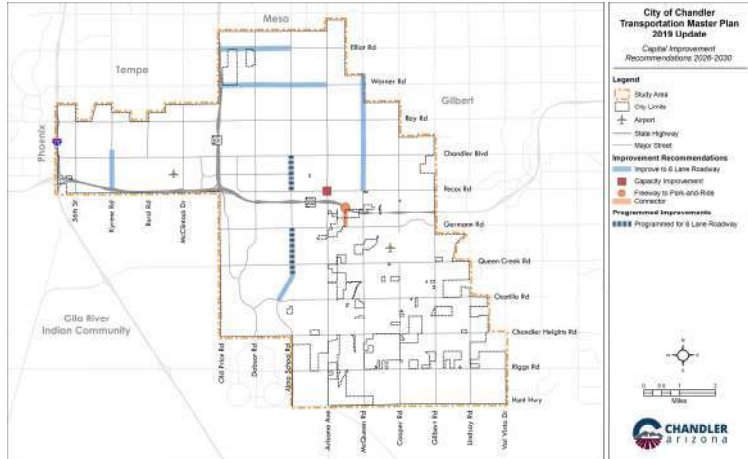 City of Chandler
Transportation Master Plan
2019 Update
Capital Improvement
Recommendations 2026-2030
Legend
Study Area
City Limits
Airport
State Highway
Major Street
Improvement Recommendations
Improve to 6 Lane Roadway
Capacity Improvement
Freeway to Park-and-Ride
Connector
Programmed Improvements
Programmed for 6 Lane Roadway
Miles
CHANDLER
arizona
Mesa
Tempe
Gilbert
Phoenix
Gila River
Indian Community
Elliot Rd
Warner Rd
Ray Rd
Chandler Blvd
Pecos Rd
Germann Rd
Queen Creek Rd
Ocotillo Rd
Chandler Heights Rd
Riggs Rd
Hunt Hwy
56th St
Kyrene Rd
Rural Rd
McClintock Dr
Old Price Rd
Dobson Rd
Alma School Rd
Arizona Ave
McQueen Rd
Cooper Rd
Gilbert Rd
Lindsay Rd
Val Vista Dr